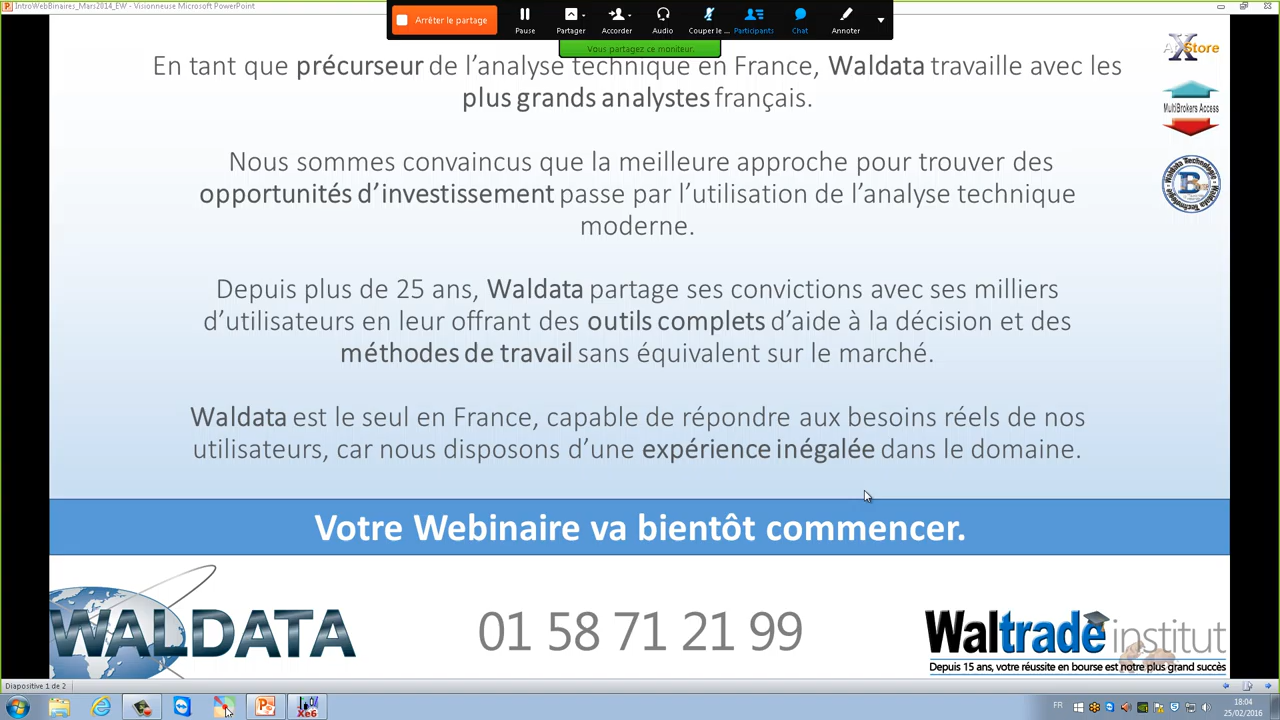 IntroWebBinaires_Mars2014_EW - Visionneuse Microsoft PowerPoint
Arrêter le partage
Pause
Partager
Accorder
Audio
Couper le ...
Participants
Chat
Annoter
Vous partagez ce moniteur.
En tant que précurseur de l'analyse technique en France, Waldata travaille avec les
plus grands analystes français.
Store
MultiBrokers Access
Nous sommes convaincus que la meilleure approche pour trouver des
opportunités d'investissement passe par l'utilisation de l'analyse technique
moderne.
Depuis plus de 25 ans, Waldata partage ses convictions avec ses milliers
d'utilisateurs en leur offrant des outils complets d'aide à la décision et des
méthodes de travail sans équivalent sur le marché.
Waldata est le seul en France, capable de répondre aux besoins réels de nos
utilisateurs, car nous disposons d'une expérience inégalée dans le domaine.
Votre Webinaire va bientôt commencer.
WALDATA
01 58 71 21 99
Waltrade institut
Depuis 15 ans, votre réussite en bourse est notre plus grand succès
Diapositive 1 de 2
Xe6
FR
18:04
25/02/2016